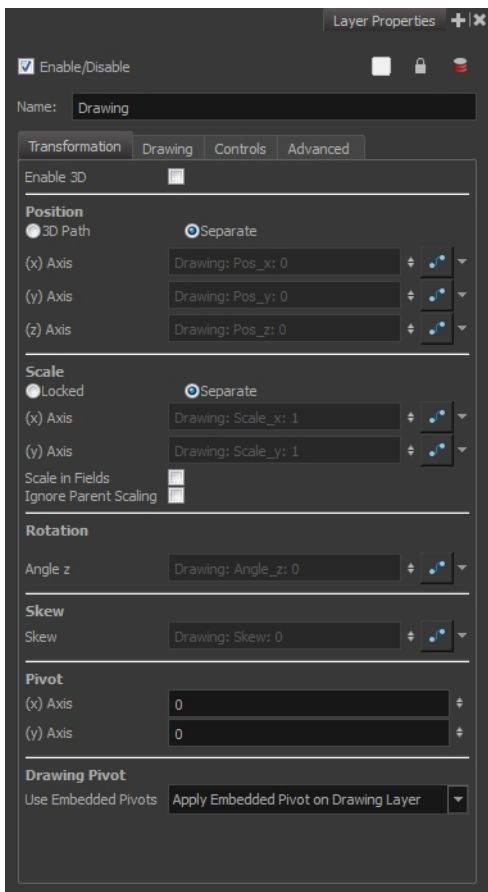 Layer Properties
Enable/Disable
Name: Drawing
Transformation Drawing Controls Advanced
Enable 3D
Position
3D Path Separate
(x) Axis Drawing: Pos_x: 0
(y) Axis Drawing: Pos_y: 0
(z) Axis Drawing: Pos_z: 0
Scale
Locked Separate
(x) Axis Drawing: Scale_x: 1
(y) Axis Drawing: Scale_y: 1
Scale in Fields
Ignore Parent Scaling
Rotation
Angle z Drawing: Angle_z: 0
Skew
Skew Drawing: Skew: 0
Pivot
(x) Axis 0
(y) Axis 0
Drawing Pivot
Use Embedded Pivots Apply Embedded Pivot on Drawing Layer